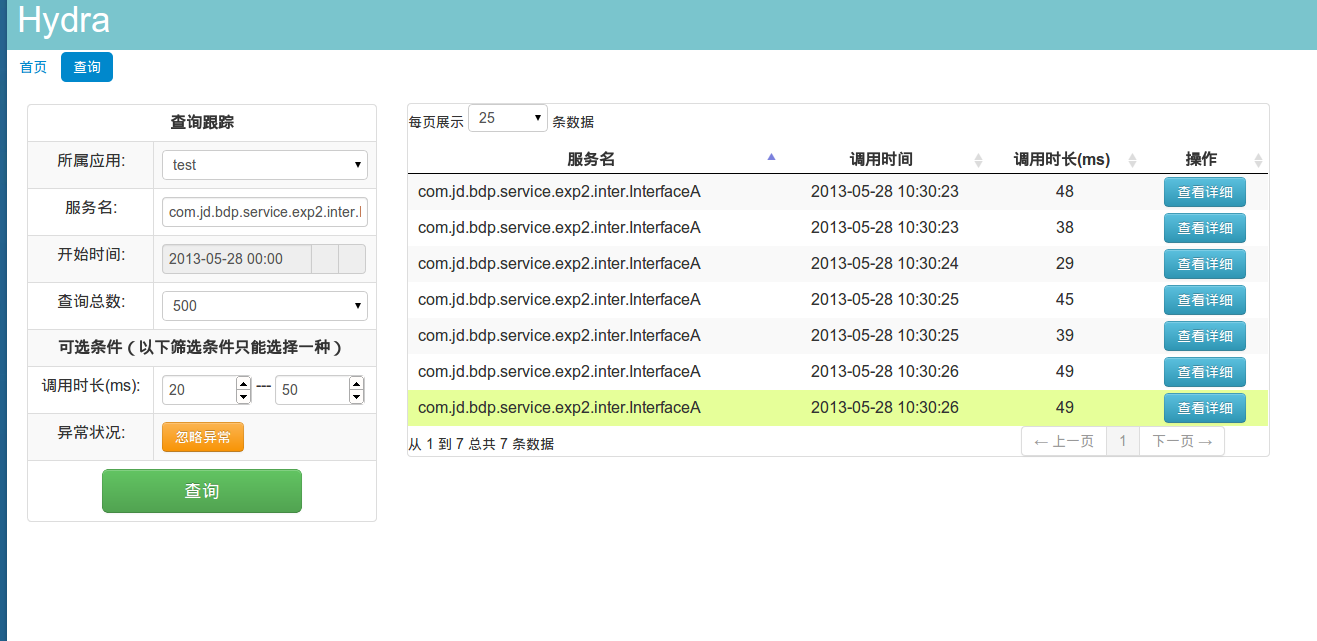 Hydra
首页 查询
查询跟踪
所属应用: test
服务名: com.jd.bdp.service.exp2.inter.I
开始时间: 2013-05-28 00:00
查询总数: 500
可选条件 ( 以下筛选条件只能选择一种 )
调用时长(ms): 20 --- 50
异常状况: 忽略异常
查询
每页展示 25 条数据
服务名 调用时间 调用时长(ms) 操作
com.jd.bdp.service.exp2.inter.InterfaceA 2013-05-28 10:30:23 48 查看详细
com.jd.bdp.service.exp2.inter.InterfaceA 2013-05-28 10:30:23 38 查看详细
com.jd.bdp.service.exp2.inter.InterfaceA 2013-05-28 10:30:24 29 查看详细
com.jd.bdp.service.exp2.inter.InterfaceA 2013-05-28 10:30:25 45 查看详细
com.jd.bdp.service.exp2.inter.InterfaceA 2013-05-28 10:30:25 39 查看详细
com.jd.bdp.service.exp2.inter.InterfaceA 2013-05-28 10:30:26 49 查看详细
com.jd.bdp.service.exp2.inter.InterfaceA 2013-05-28 10:30:26 49 查看详细
从 1 到 7 总共 7 条数据 ← 上一页 1 下一页 →